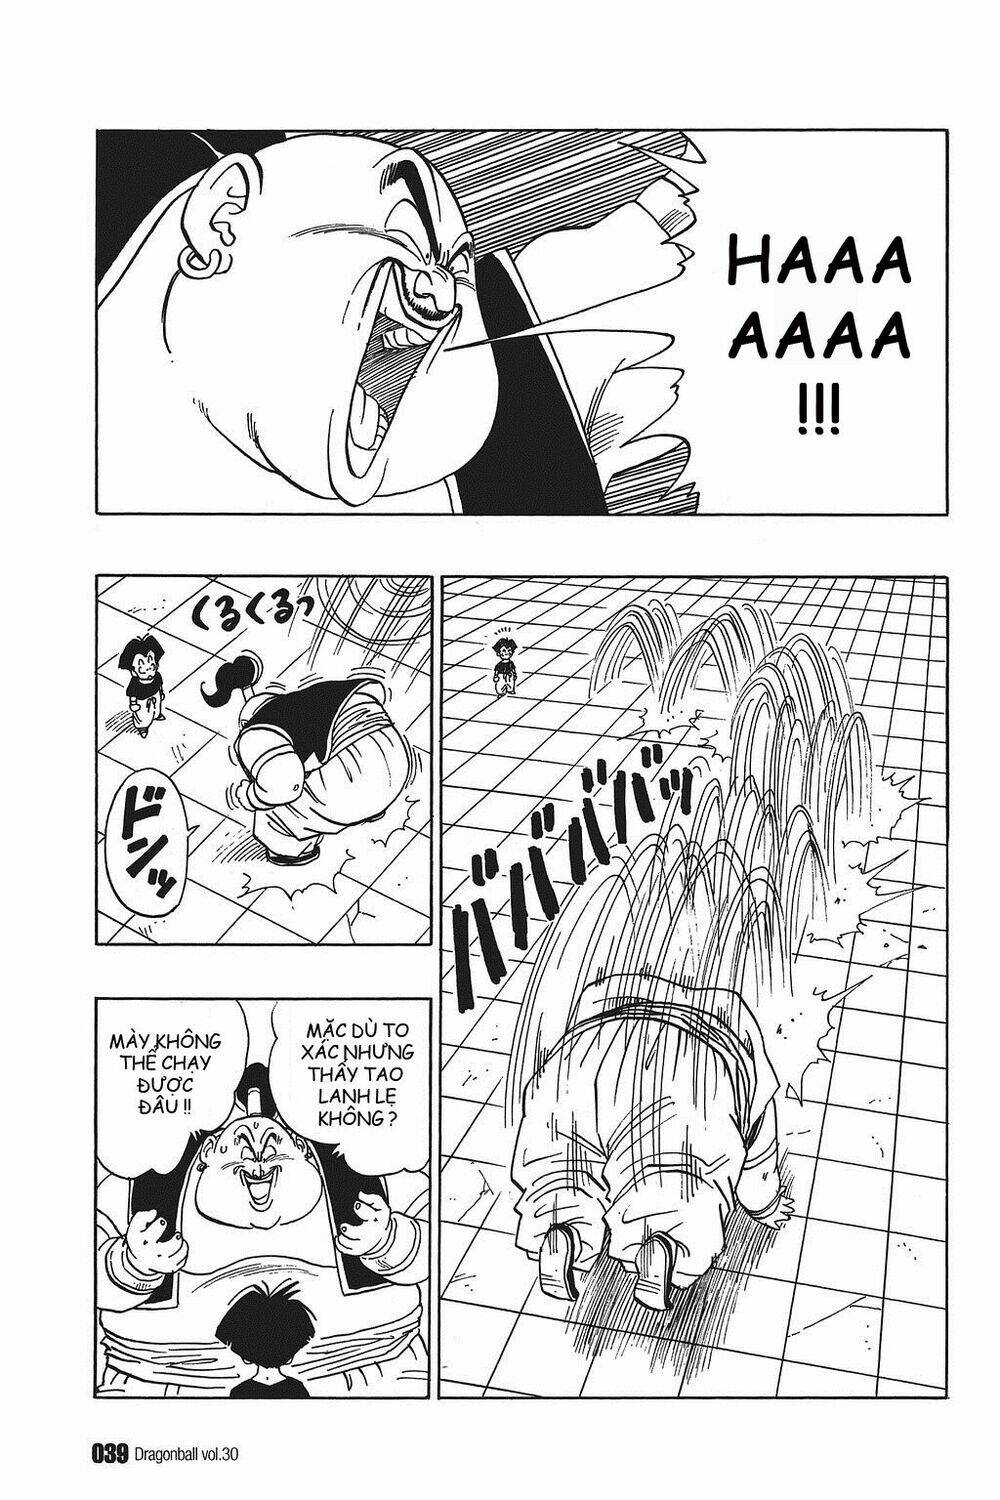 HAAA
AAAA
!!!
バババババッ
くるくるっ
ドンッ
MẶC DÙ TO
XÁC NHƯNG
THẤY TAO
LANH LẸ
KHÔNG?
MÀY KHÔNG
THỂ CHẠY
ĐƯỢC
ĐÂU!!
039 Dragonball vol.30